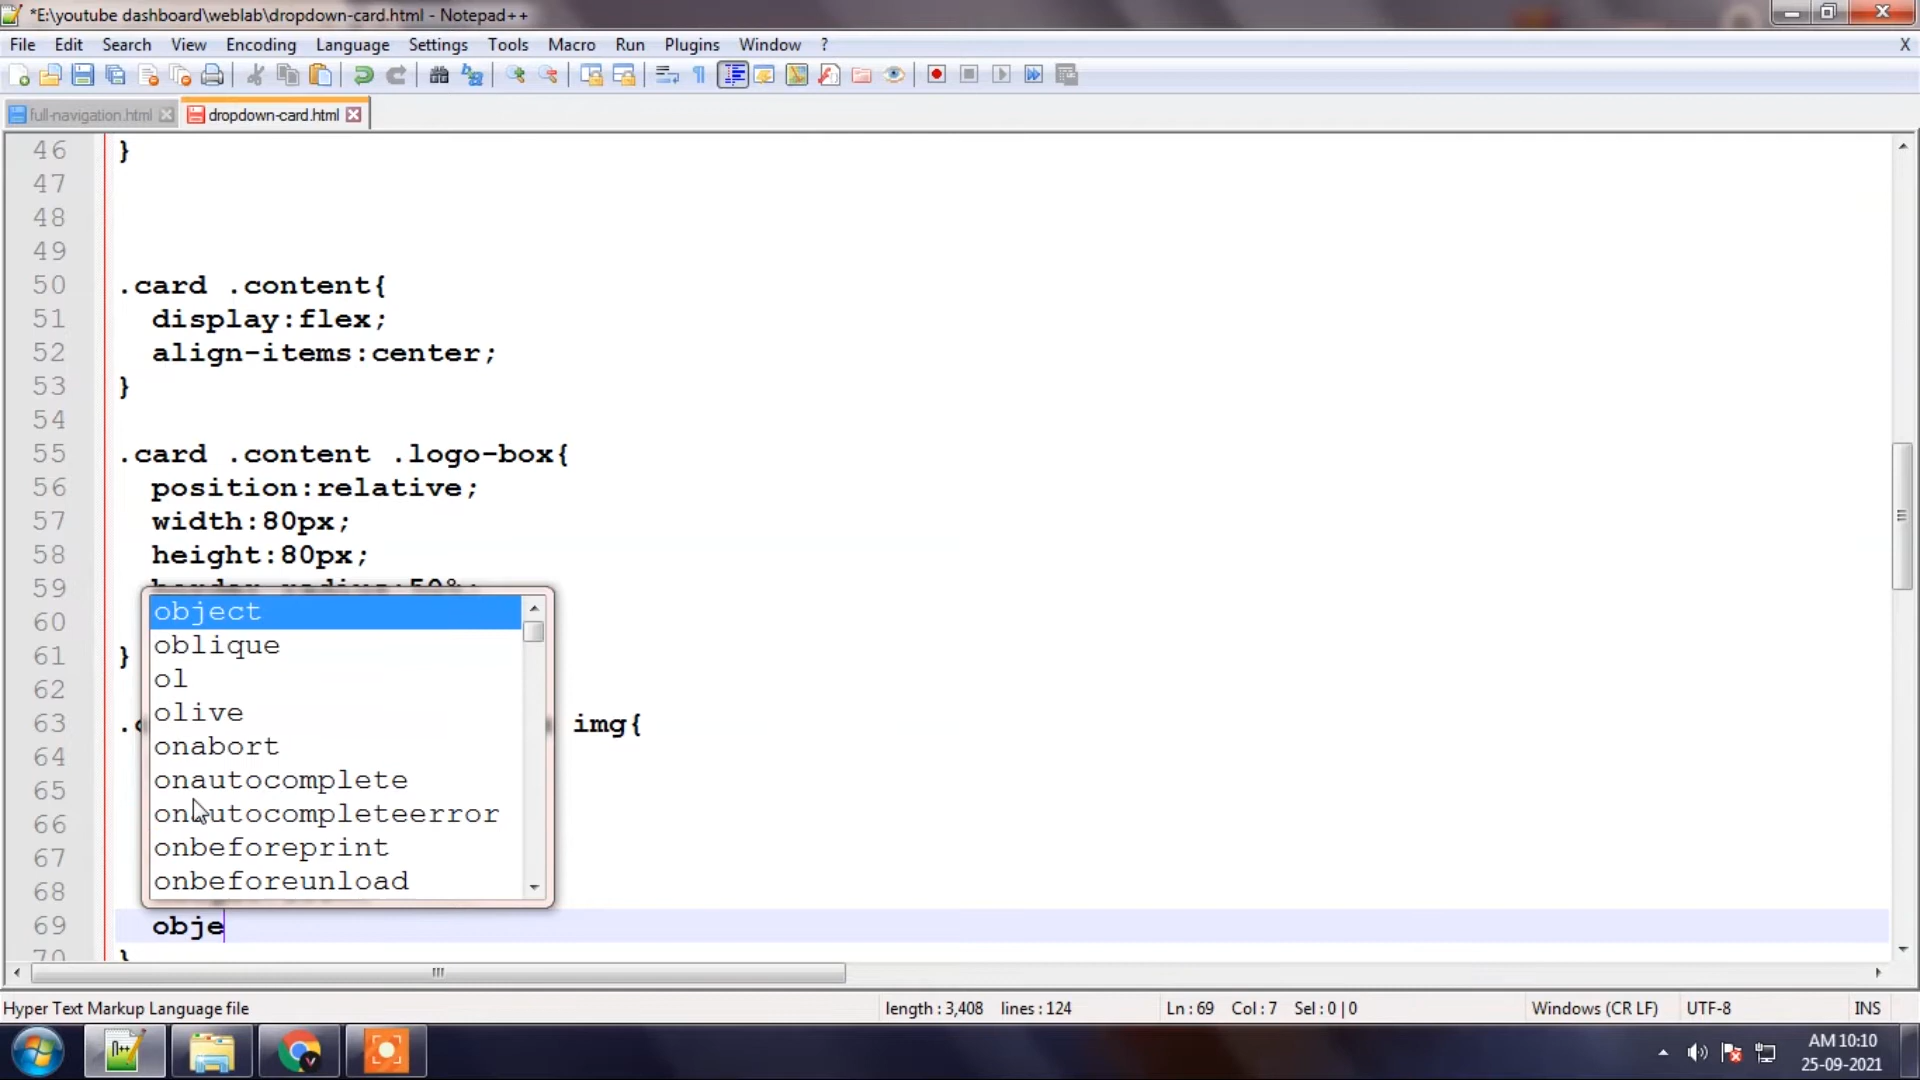 *E:\youtube dashboard\weblab\dropdown-card.html - Notepad++
File Edit Search View Encoding Language Settings Tools Macro Run Plugins Window ? X
full-navigation.html dropdown-card.html
46 }
47
48
49
50 .card .content{
51 display:flex;
52 align-items:center;
53 }
54
55 .card .content .logo-box{
56 position:relative;
57 width:80px;
58 height:80px;
59 border-radius:50%;
60
61 }
62
63 img{
64
65
66
67
68
69 obje
70 }
object
oblique
ol
olive
onabort
onautocomplete
onautocompleteerror
onbeforeprint
onbeforeunload
Hyper Text Markup Language file length : 3,408 lines : 124 Ln : 69 Col : 7 Sel : 0 | 0 Windows (CR LF) UTF-8 INS
AM 10:10
25-09-2021